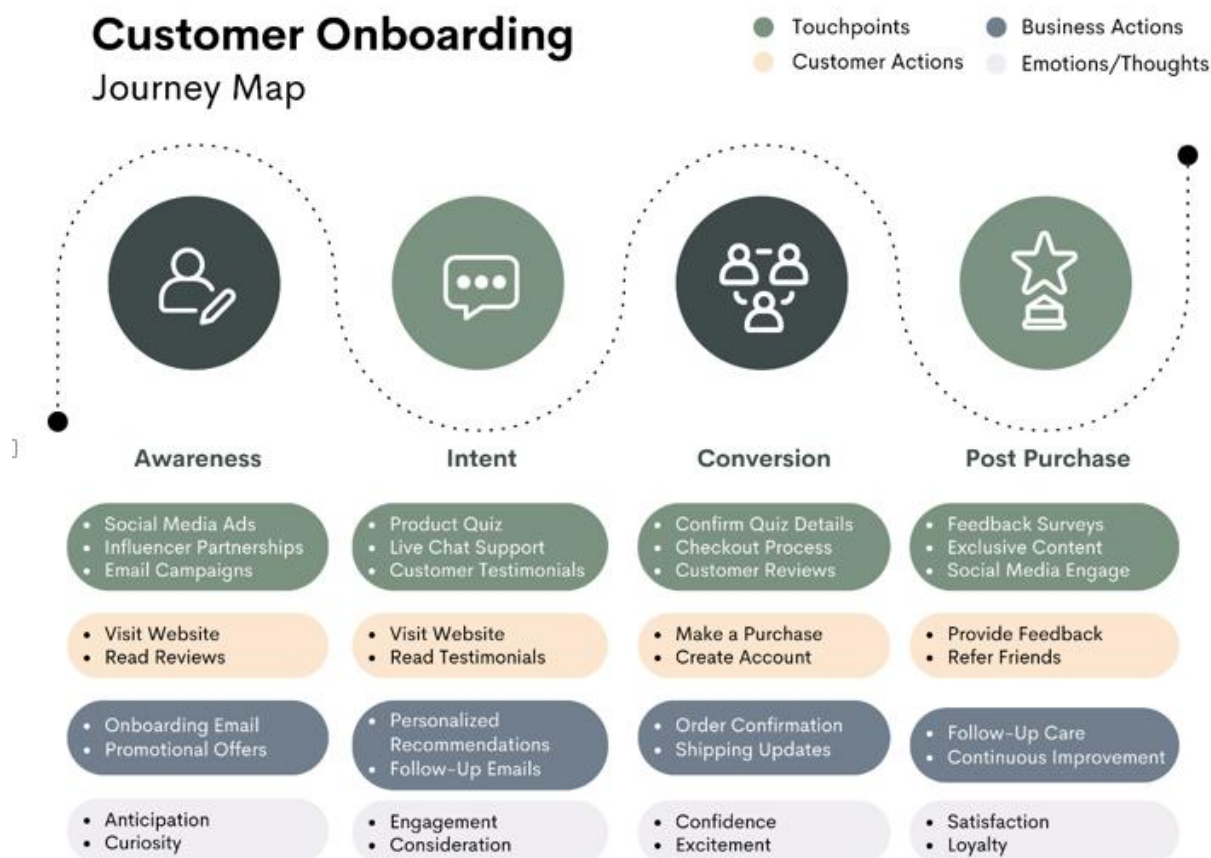 Customer Onboarding
Journey Map
Touchpoints
Business Actions
Customer Actions
Emotions/Thoughts
]
Awareness
Intent
Conversion
Post Purchase
• Social Media Ads
• Influencer Partnerships
• Email Campaigns
• Product Quiz
• Live Chat Support
• Customer Testimonials
• Confirm Quiz Details
• Checkout Process
• Customer Reviews
• Feedback Surveys
• Exclusive Content
• Social Media Engage
• Visit Website
• Read Reviews
• Visit Website
• Read Testimonials
• Make a Purchase
• Create Account
• Provide Feedback
• Refer Friends
• Onboarding Email
• Promotional Offers
• Personalized
Recommendations
• Follow-Up Emails
• Order Confirmation
• Shipping Updates
• Follow-Up Care
• Continuous Improvement
• Anticipation
• Curiosity
• Engagement
• Consideration
• Confidence
• Excitement
• Satisfaction
• Loyalty